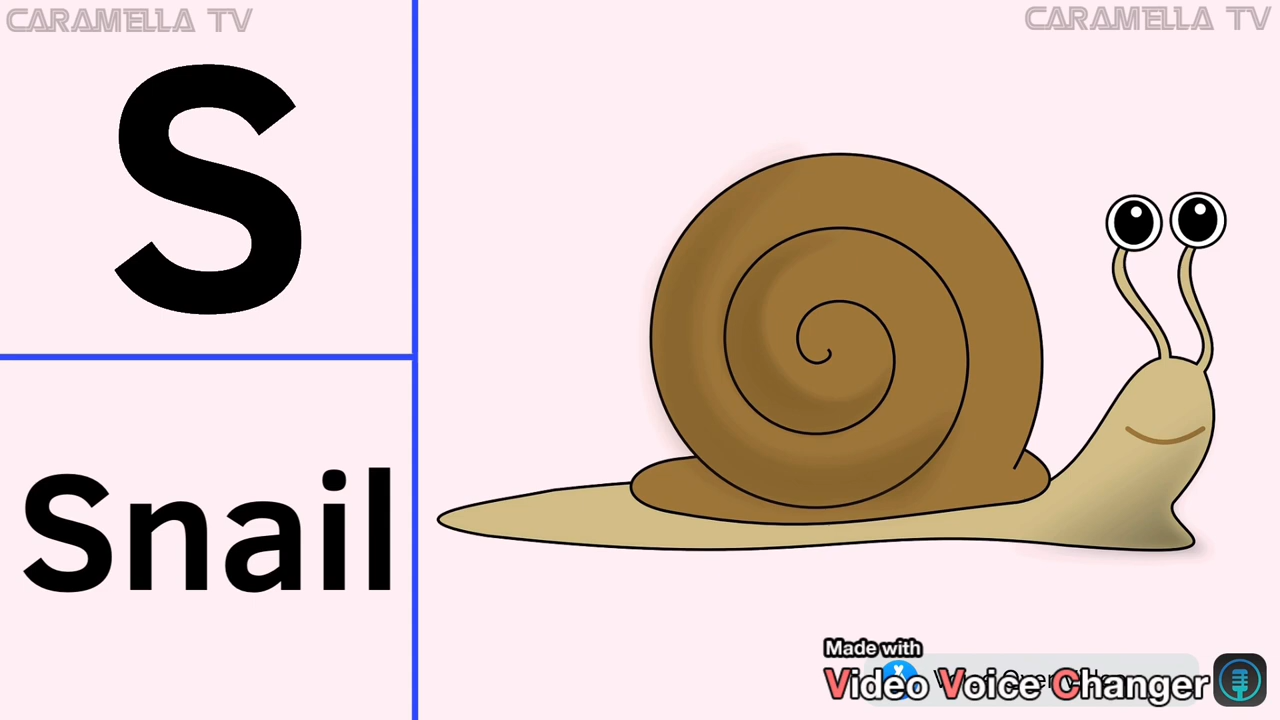 CARAMELLA TV
CARAMELLA TV
S
Snail
Made with
Video Voice Changer